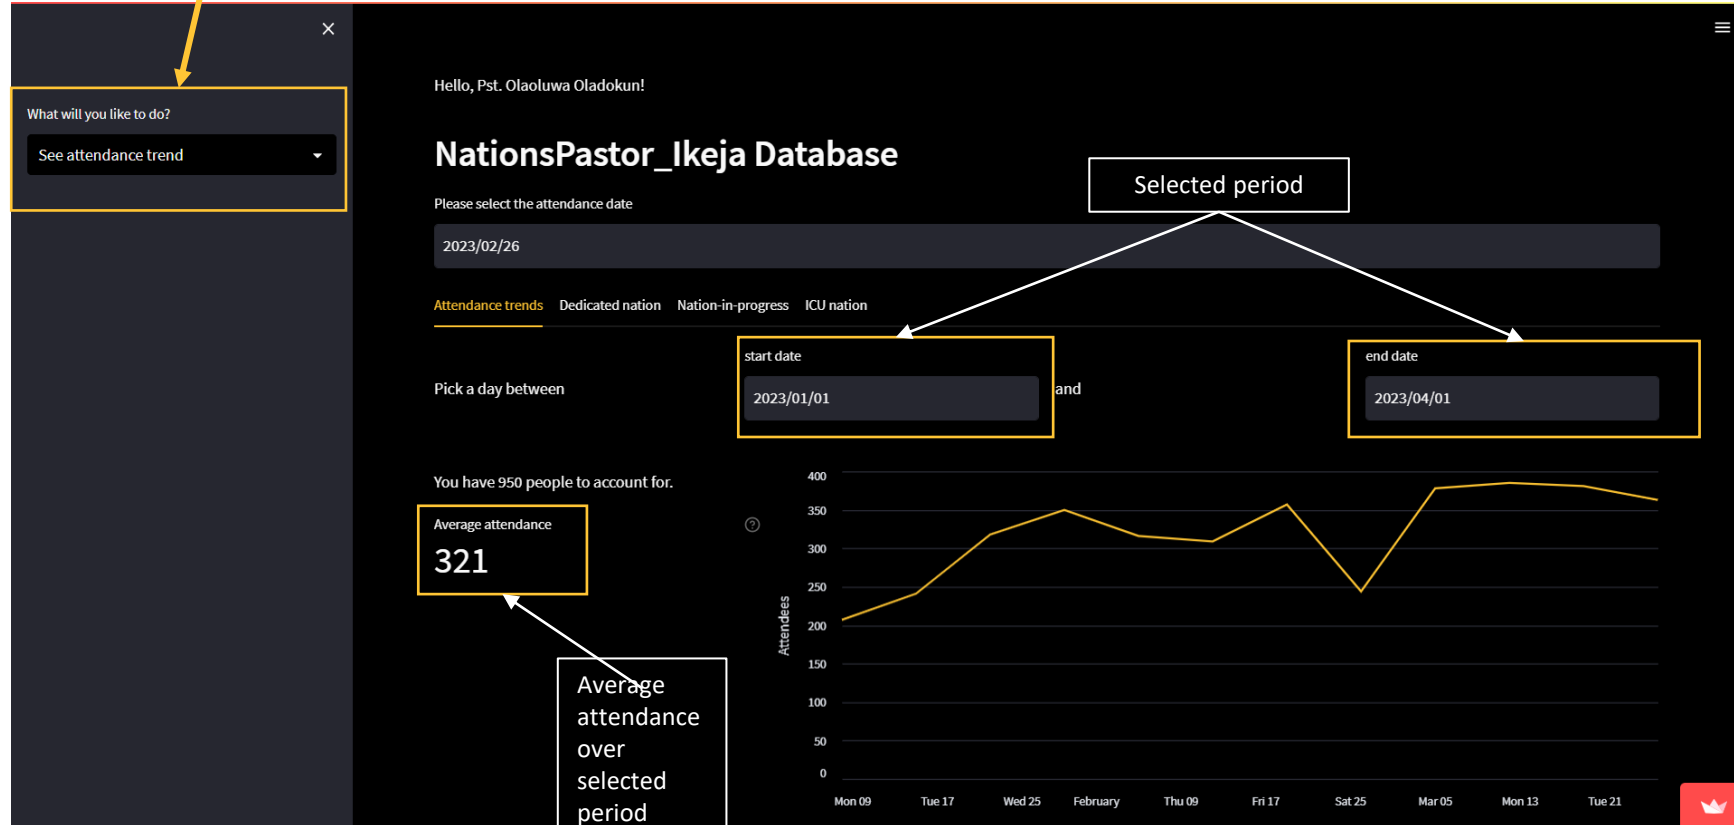 What will you like to do?
See attendance trend
Hello, Pst. Olaoluwa Oladokun!
NationsPastor_Ikeja Database
Selected period
Please select the attendance date
2023/02/26
Attendance trends Dedicated nation Nation-in-progress ICU nation
start date
end date
Pick a day between
2023/01/01
and
2023/04/01
You have 950 people to account for.
Average attendance
321
Average
attendance
over
selected
period
Attendees
400
350
300
250
200
150
100
50
0
Mon 09 Tue 17 Wed 25 February Thu 09 Fri 17 Sat 25 Mar 05 Mon 13 Tue 21